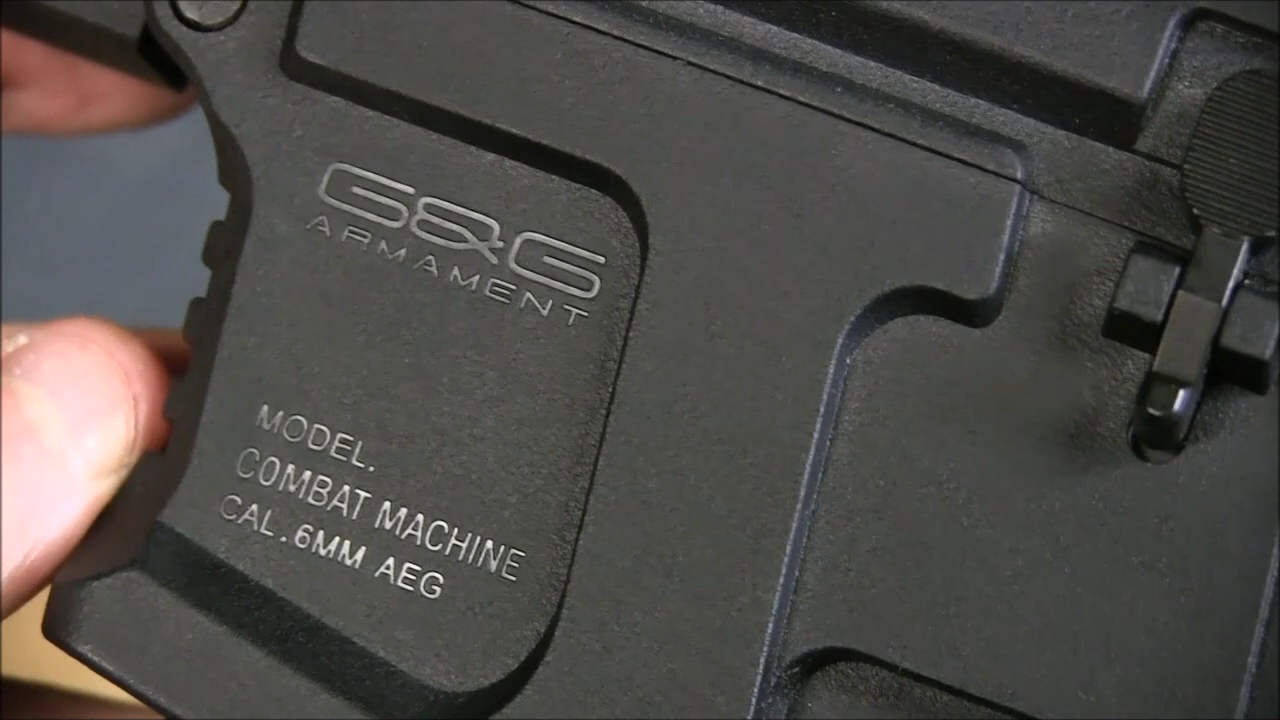 G&G
ARMAMENT
MODEL.
COMBAT MACHINE
CAL.6MM AEG